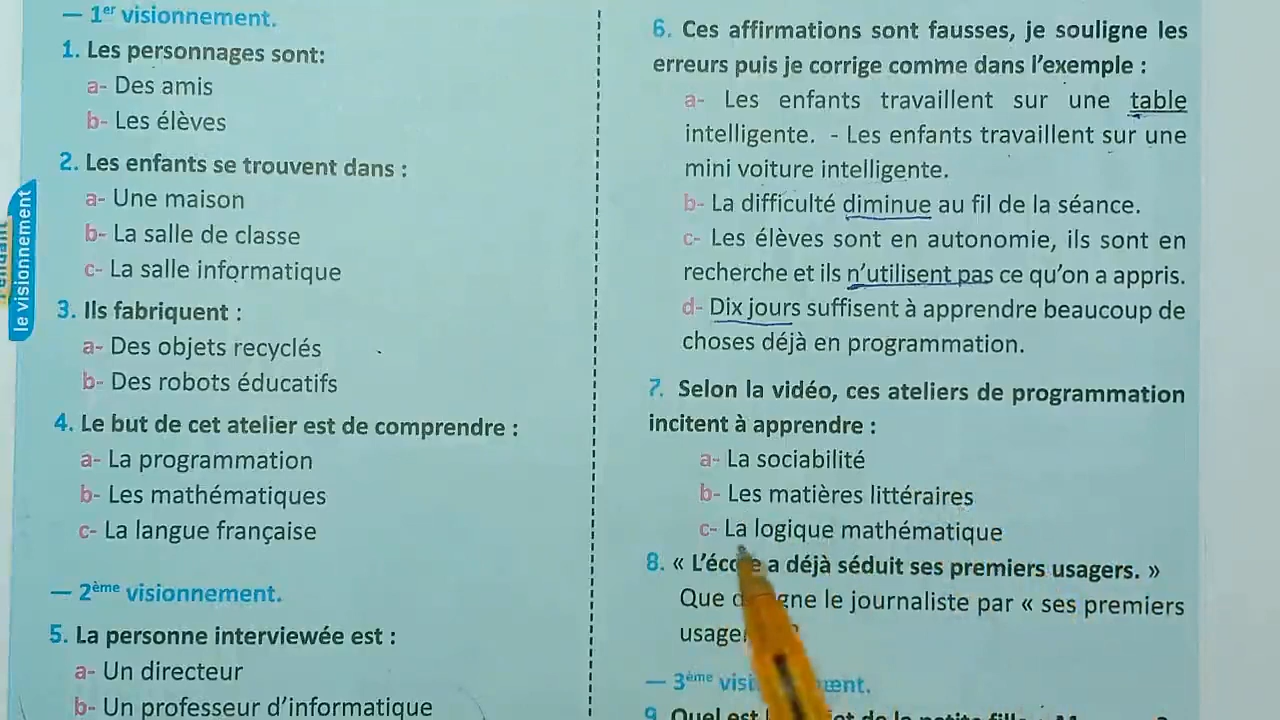 — 1er visionnement.
1. Les personnages sont:
a- Des amis
b- Les élèves
2. Les enfants se trouvent dans :
a- Une maison
b- La salle de classe
c- La salle informatique
3. Ils fabriquent :
a- Des objets recyclés
b- Des robots éducatifs
4. Le but de cet atelier est de comprendre :
a- La programmation
b- Les mathématiques
c- La langue française
— 2ème visionnement.
5. La personne interviewée est :
a- Un directeur
b- Un professeur d'informatique
le visionnement
6. Ces affirmations sont fausses, je souligne les
erreurs puis je corrige comme dans l'exemple :
a- Les enfants travaillent sur une table
intelligente. - Les enfants travaillent sur une
mini voiture intelligente.
b- La difficulté diminue au fil de la séance.
c- Les élèves sont en autonomie, ils sont en
recherche et ils n'utilisent pas ce qu'on a appris.
d- Dix jours suffisent à apprendre beaucoup de
choses déjà en programmation.
7. Selon la vidéo, ces ateliers de programmation
incitent à apprendre :
a- La sociabilité
b- Les matières littéraires
c- La logique mathématique
8. « L'école a déjà séduit ses premiers usagers. »
Que le journaliste par « ses premiers
— 3ème
9. Quel est de la petite